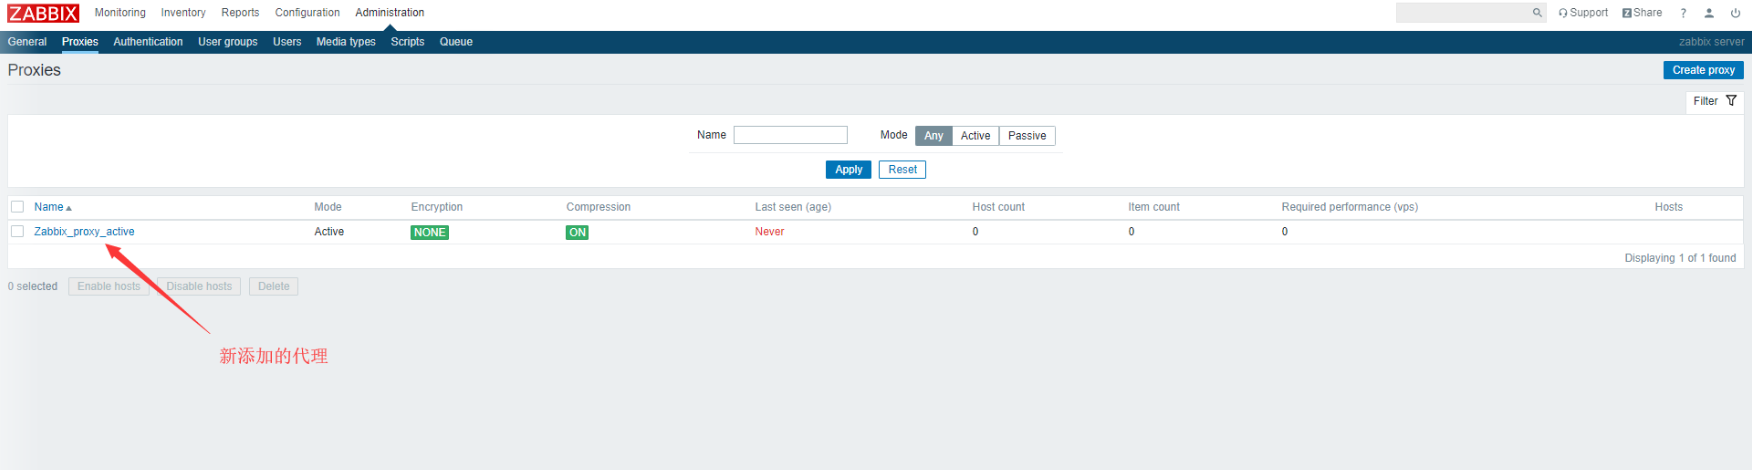 ZABBIX Monitoring Inventory Reports Configuration Administration Support Z Share ?
General Proxies Authentication User groups Users Media types Scripts Queue zabbix server
Proxies Create proxy
Filter
Name Mode Any Active Passive
Apply Reset
Name Mode Encryption Compression Last seen (age) Host count Item count Required performance (vps) Hosts
Zabbix_proxy_active Active NONE ON Never 0 0 0
Displaying 1 of 1 found
0 selected Enable hosts Disable hosts Delete
新添加的代理